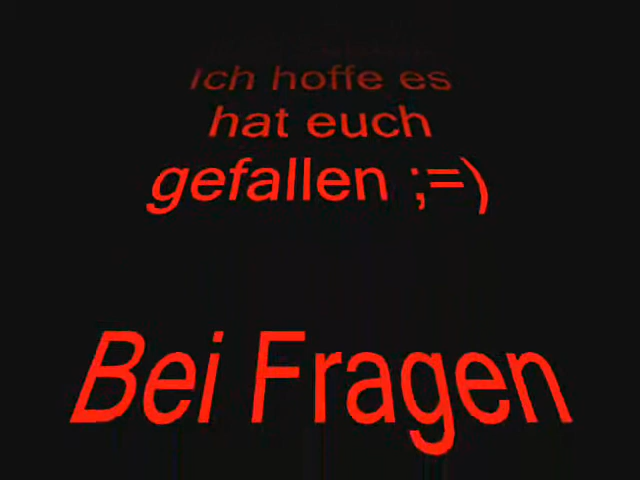 Ich hoffe es
hat euch
gefallen ;=)
Bei Fragen